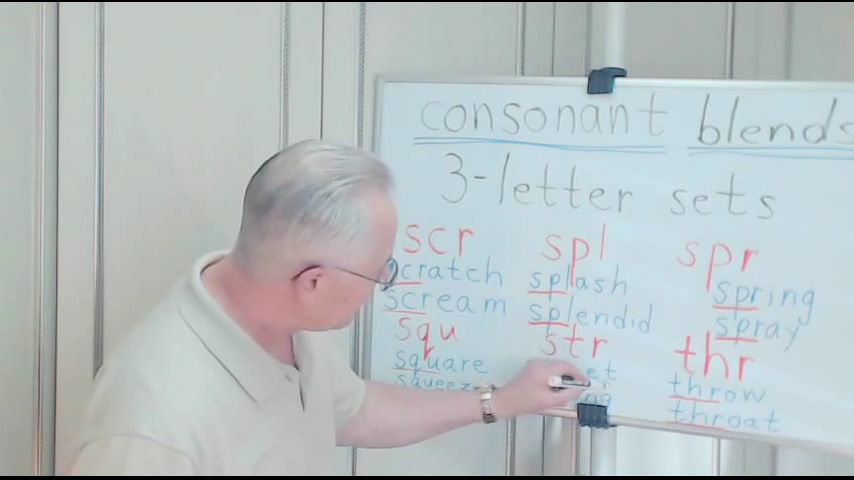 consonant blends
3-letter sets
scr spl spr
scratch splash spring
scream splendid spray
squ str thr
square throw
squeeze throat